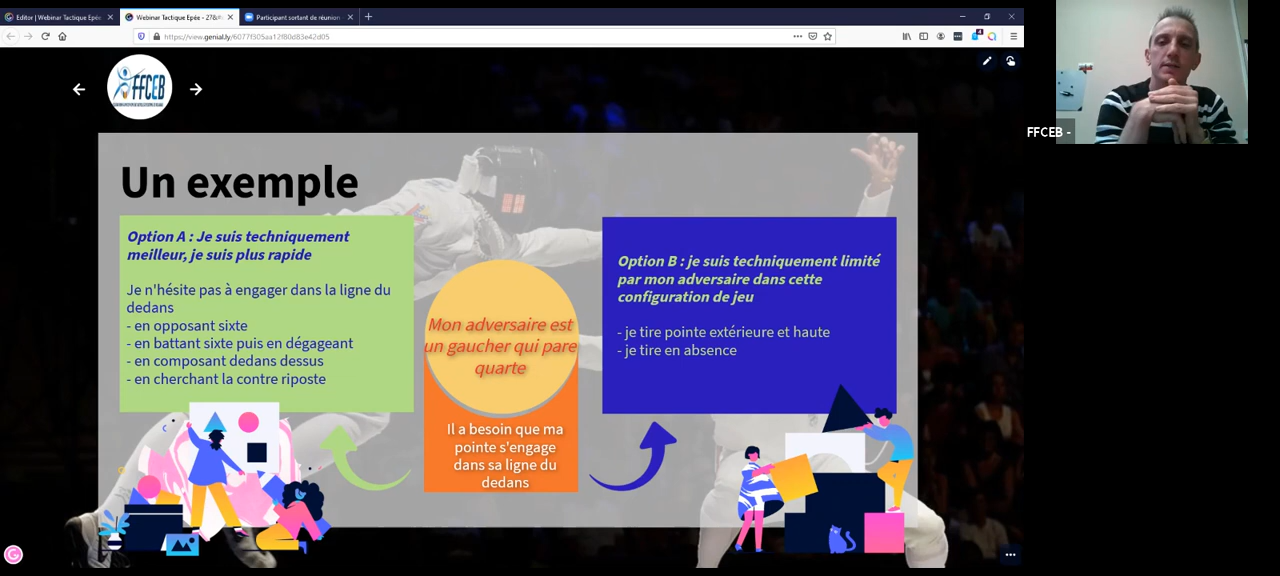 Editor | Webinar Tactique Epée
Webinar Tactique Epée - 27&#
Participant sortant de réunion
https://view.genial.ly/6077f305aa12f80d83e42d05
FFCEB
FFCEB -
Un exemple
Option A : Je suis techniquement
meilleur, je suis plus rapide
Je n'hésite pas à engager dans la ligne du
dedans
- en opposant sixte
- en battant sixte puis en dégageant
- en composant dedans dessus
- en cherchant la contre riposte
Mon adversaire est
un gaucher qui pare
quarte
Il a besoin que ma
pointe s'engage
dans sa ligne du
dedans
Option B : je suis techniquement limité
par mon adversaire dans cette
configuration de jeu
- je tire pointe extérieure et haute
- je tire en absence